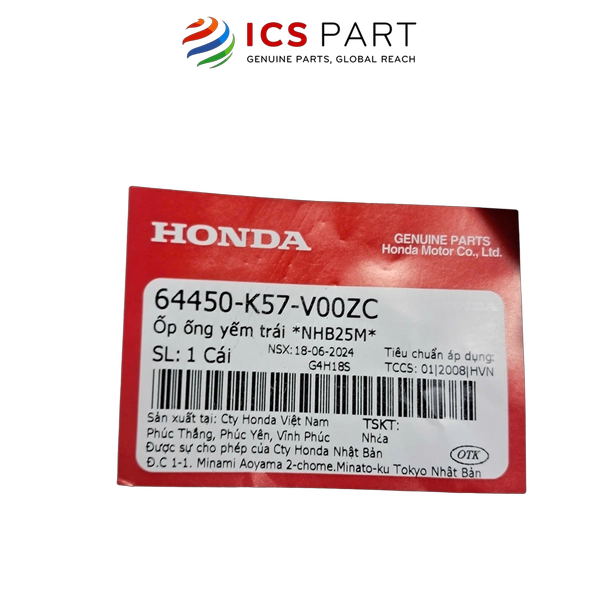 ICS PART
GENUINE PARTS, GLOBAL REACH
HONDA
GENUINE PARTS
Honda Motor Co., Ltd.
64450-K57-V00ZC
Ốp ống yếm trái *NHB25M*
SL: 1 Cái
NSX: 18-06-2024
G4H18S
Tiêu chuẩn áp dụng:
TCCS: 01|2008|HVN
Sản xuất tại: Cty Honda Việt Nam
Phúc Thắng, Phúc Yên, Vĩnh Phúc
TSKT:
Nhựa
Được sự cho phép của Cty Honda Nhật Bản
Đ.C 1-1. Minami Aoyama 2-chome.Minato-ku Tokyo Nhật Bản
OTK